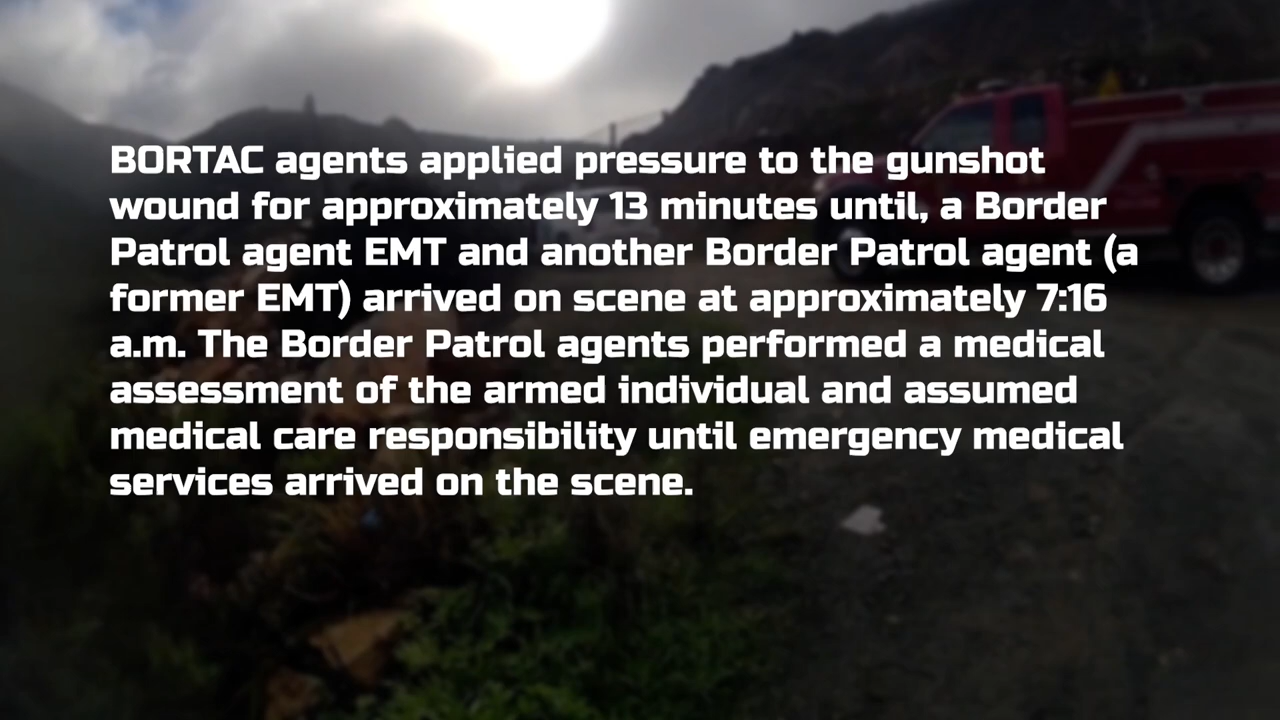 BORTAC agents applied pressure to the gunshot
wound for approximately 13 minutes until, a Border
Patrol agent EMT and another Border Patrol agent (a
former EMT) arrived on scene at approximately 7:16
a.m. The Border Patrol agents performed a medical
assessment of the armed individual and assumed
medical care responsibility until emergency medical
services arrived on the scene.